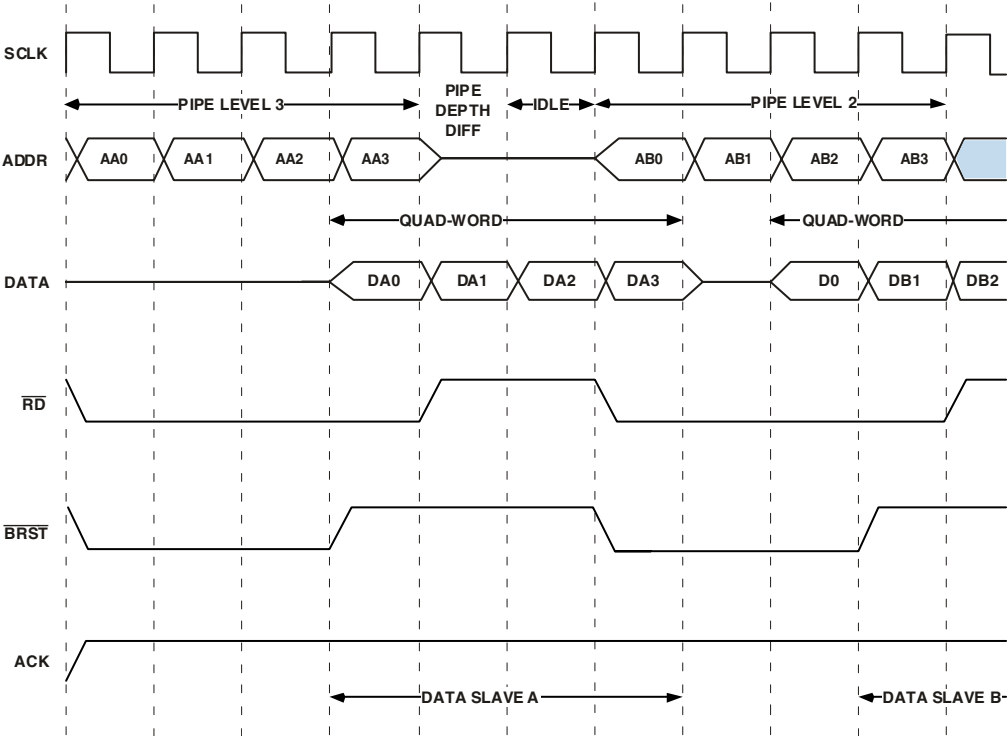 SCLK
PIPE LEVEL 3
PIPE
DEPTH
DIFF
IDLE
PIPE LEVEL 2
ADDR
AA0
AA1
AA2
AA3
AB0
AB1
AB2
AB3
QUAD-WORD
QUAD-WORD
DATA
DA0
DA1
DA2
DA3
D0
DB1
DB2
RD
BRST
ACK
DATA SLAVE A
DATA SLAVE B